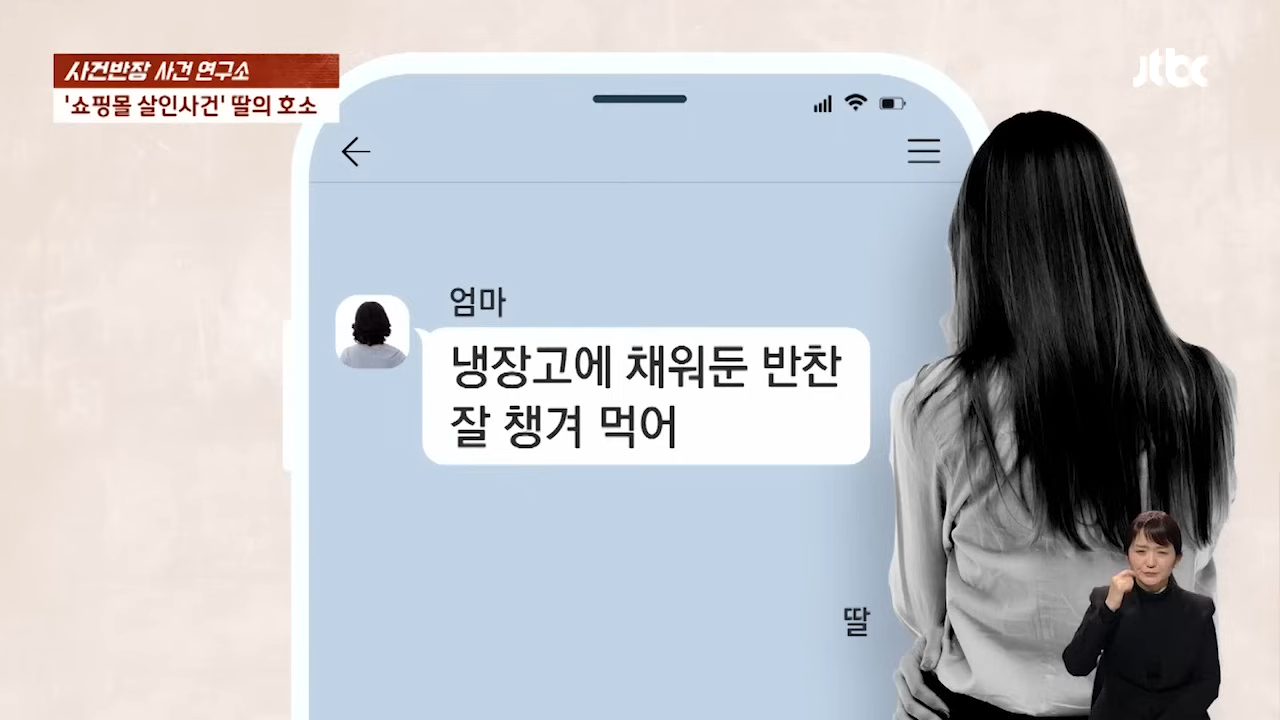 사건반장 사건 연구소
'쇼핑몰 살인사건' 딸의 호소
jtbc
엄마
냉장고에 채워둔 반찬
잘 챙겨 먹어
딸